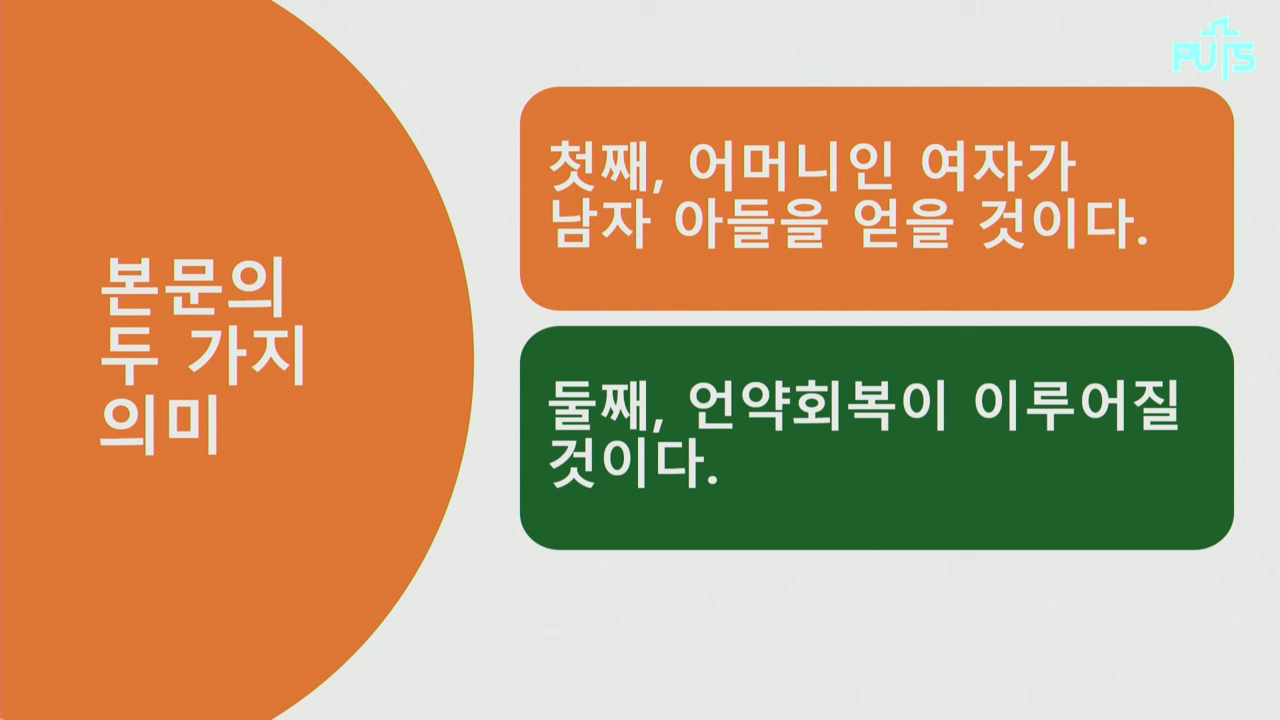 PUTS
본문의
두 가지
의미
첫째, 어머니인 여자가
남자 아들을 얻을 것이다.
둘째, 언약회복이 이루어질
것이다.